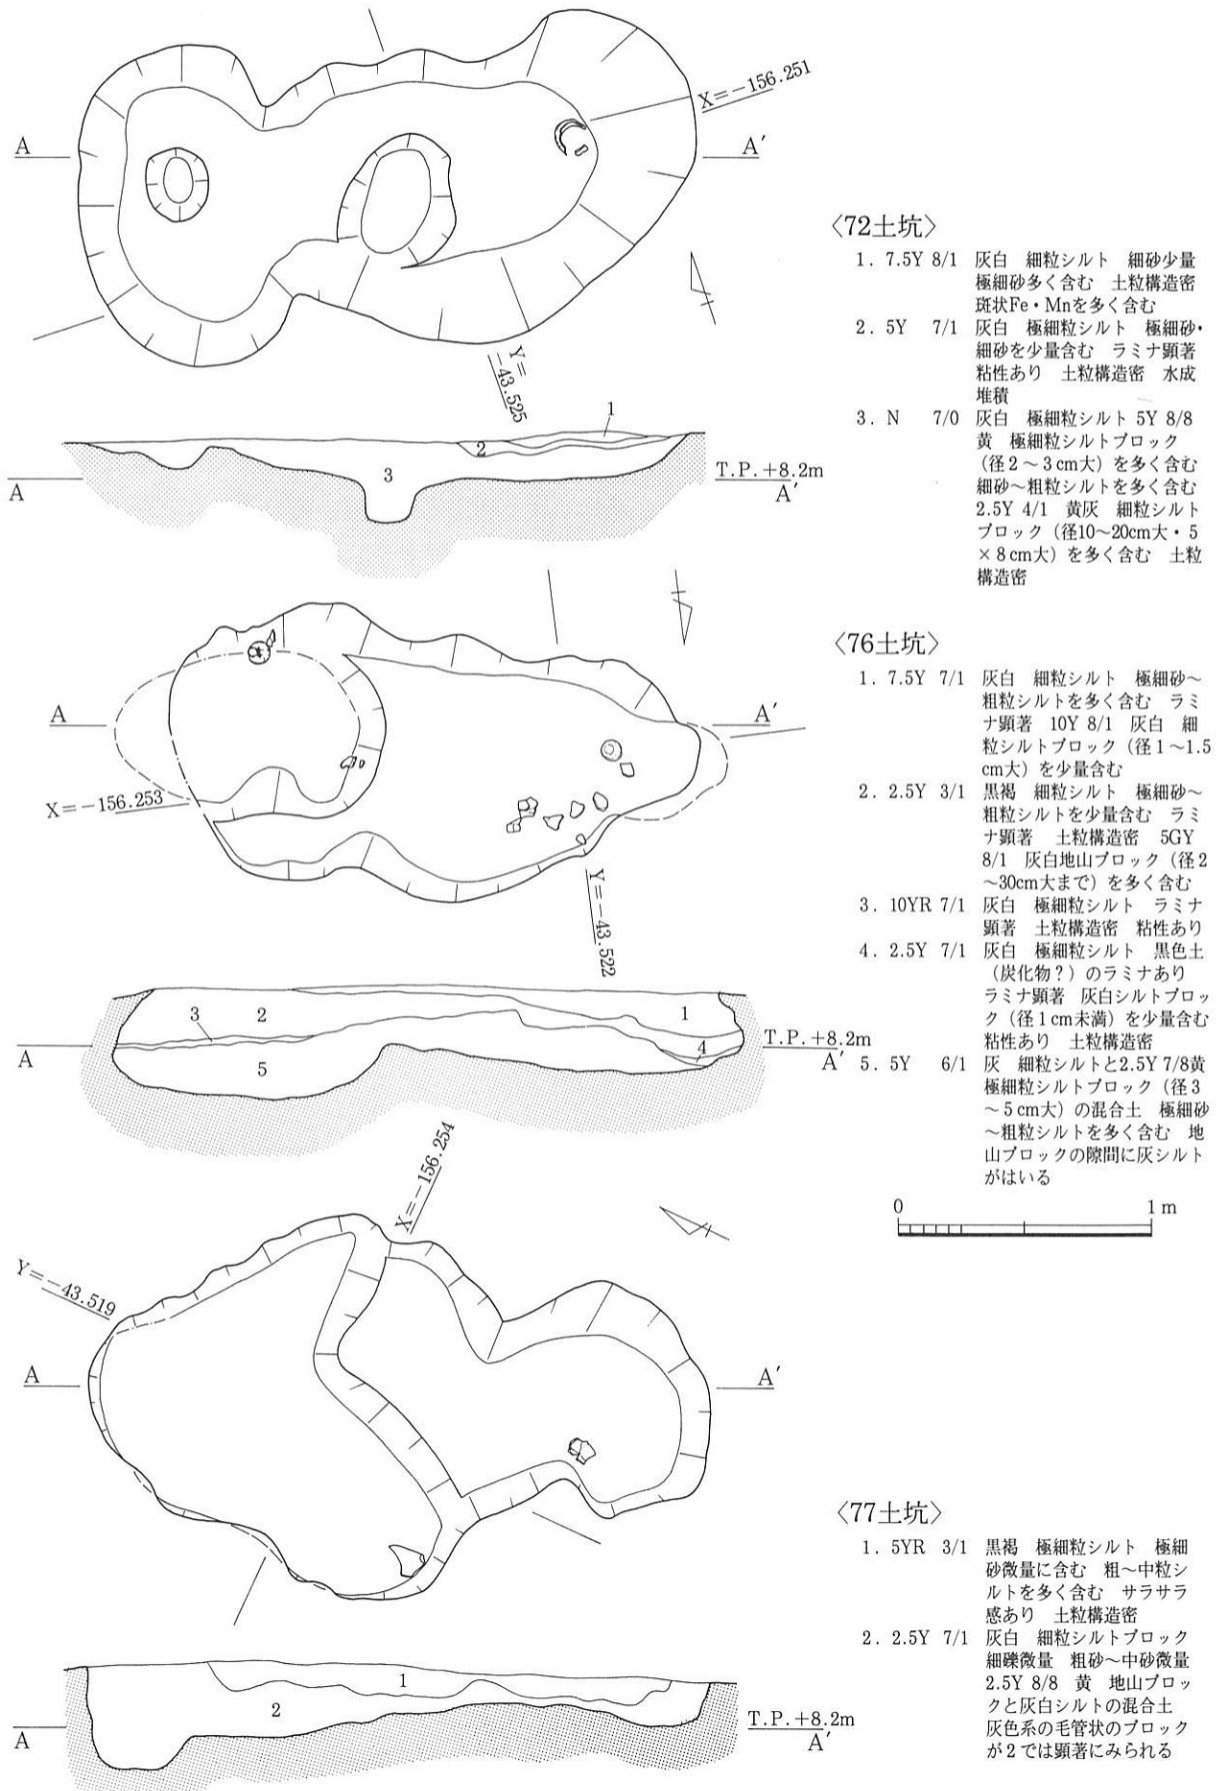 X=-156.251
A
A′
Y=
-43.525
1
2
3
T.P.+8.2m
A
A′
〈72土坑〉
1. 7.5Y 8/1 灰白 細粒シルト 細砂少量
極細砂多く含む 土粒構造密
斑状Fe・Mnを多く含む
2. 5Y 7/1 灰白 極細粒シルト 極細砂・
細砂を少量含む ラミナ顕著
粘性あり 土粒構造密 水成
堆積
3. N 7/0 灰白 極細粒シルト 5Y 8/8
黄 極細粒シルトブロック
(径2～3cm大)を多く含む
細砂～粗粒シルトを多く含む
2.5Y 4/1 黄灰 細粒シルト
ブロック(径10～20cm大・5
×8cm大)を多く含む 土粒
構造密
A
A′
X=-156.253
Y=-43.522
3
2
1
4
5
T.P.+8.2m
A
A′
〈76土坑〉
1. 7.5Y 7/1 灰白 細粒シルト 極細砂～
粗粒シルトを多く含む ラミ
ナ顕著 10Y 8/1 灰白 細
粒シルトブロック(径1～1.5
cm大)を少量含む
2. 2.5Y 3/1 黒褐 細粒シルト 極細砂～
粗粒シルトを少量含む ラミ
ナ顕著 土粒構造密 5GY
8/1 灰白地山ブロック(径2
～30cm大まで)を多く含む
3. 10YR 7/1 灰白 極細粒シルト ラミナ
顕著 土粒構造密 粘性あり
4. 2.5Y 7/1 灰白 極細粒シルト 黒色土
(炭化物?)のラミナあり
ラミナ顕著 灰白シルトブロッ
ク(径1cm未満)を少量含む
粘性あり 土粒構造密
5. 5Y 6/1 灰 細粒シルトと2.5Y 7/8黄
極細粒シルトブロック(径3
～5cm大)の混合土 極細砂
～粗粒シルトを多く含む 地
山ブロックの隙間に灰シルト
がはいる
0 1m
X=-156.254
Y=-43.519
A
A′
1
2
T.P.+8.2m
A
A′
〈77土坑〉
1. 5YR 3/1 黒褐 極細粒シルト 極細
砂微量に含む 粗～中粒シ
ルトを多く含む サラサラ
感あり 土粒構造密
2. 2.5Y 7/1 灰白 細粒シルトブロック
細礫微量 粗砂～中砂微量
2.5Y 8/8 黄 地山ブロッ
クと灰白シルトの混合土
灰色系の毛管状のブロック
が2では顕著にみられる